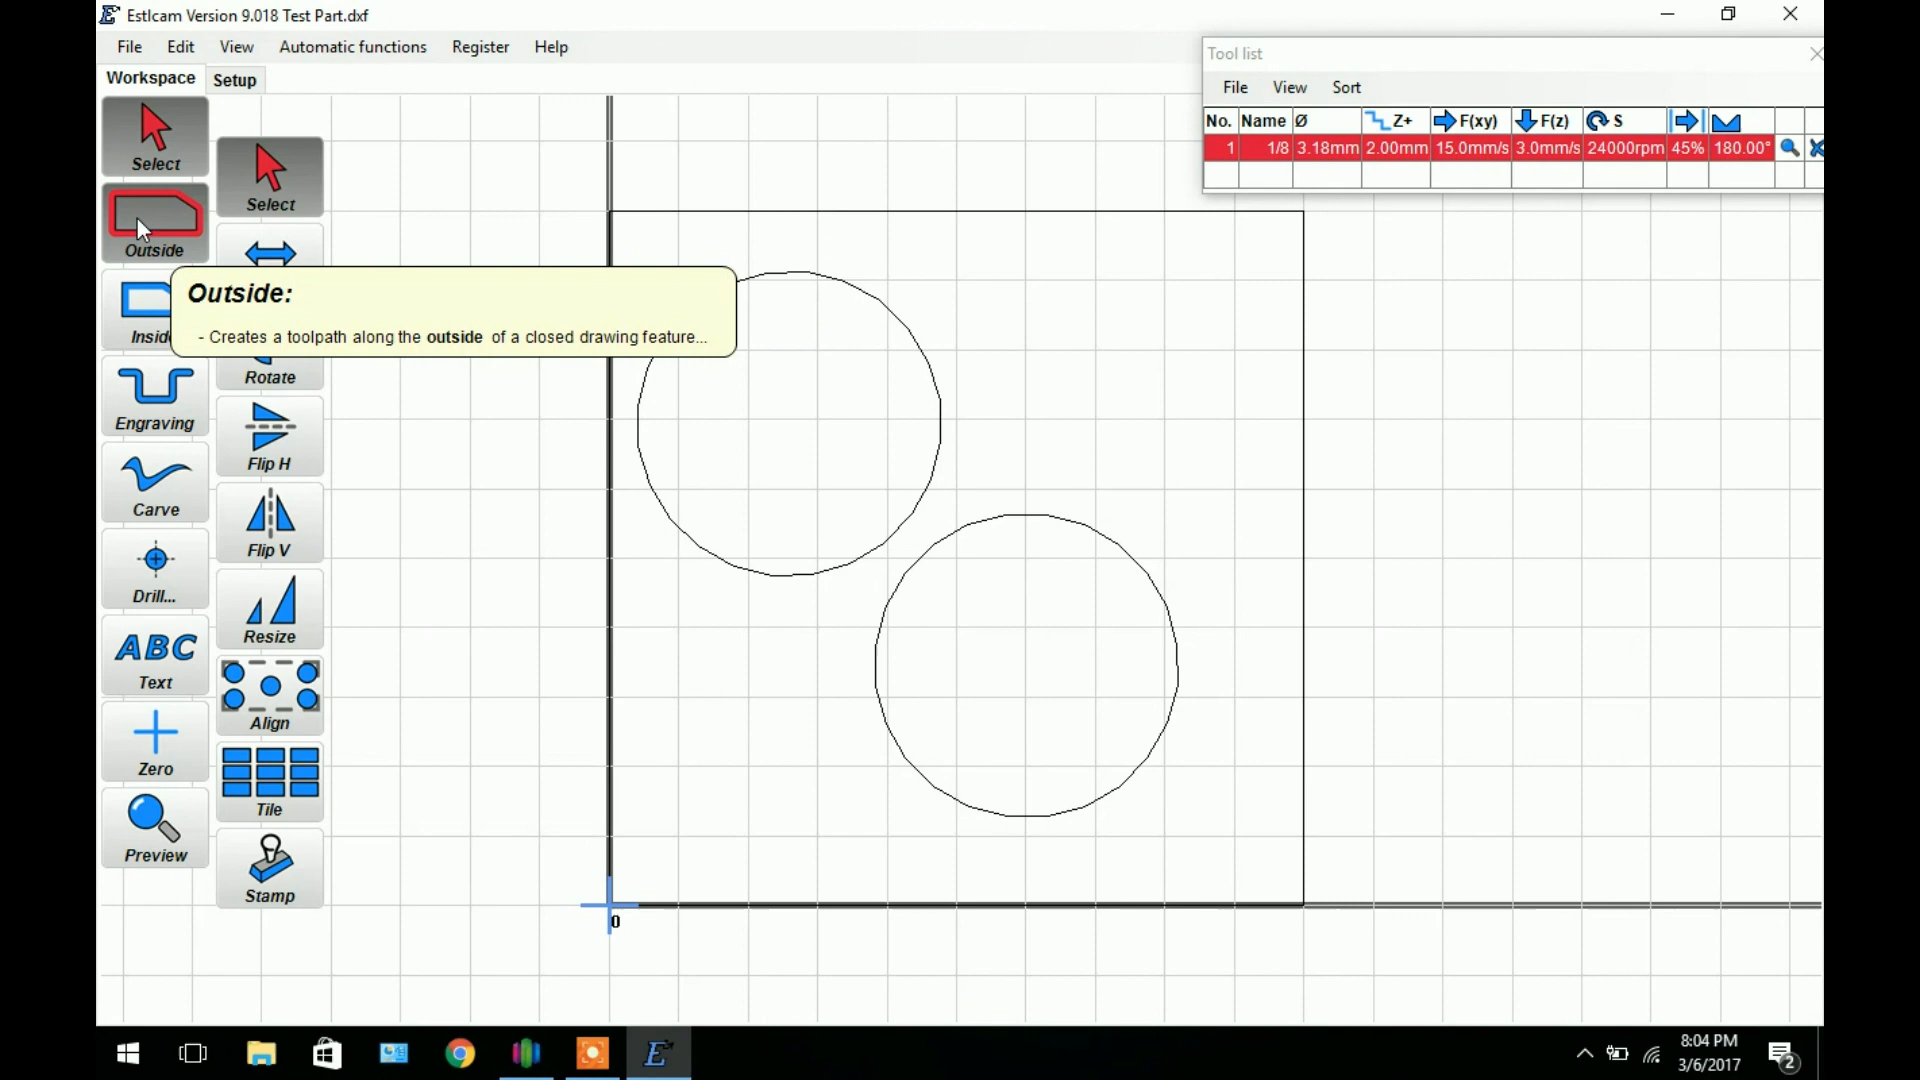 Estlcam Version 9.018 Test Part.dxf
File Edit View Automatic functions Register Help
Workspace Setup
Select
Outside
Inside
Engraving
Carve
Drill...
ABC
Text
Zero
Preview
Select
Rotate
Flip H
Flip V
Resize
Align
Tile
Stamp
Outside:
- Creates a toolpath along the outside of a closed drawing feature...
0
Tool list
File View Sort
No. Name Ø Z+ F(xy) F(z) S
1 1/8 3.18mm 2.00mm 15.0mm/s 3.0mm/s 24000rpm 45% 180.00°
8:04 PM
3/6/2017
2